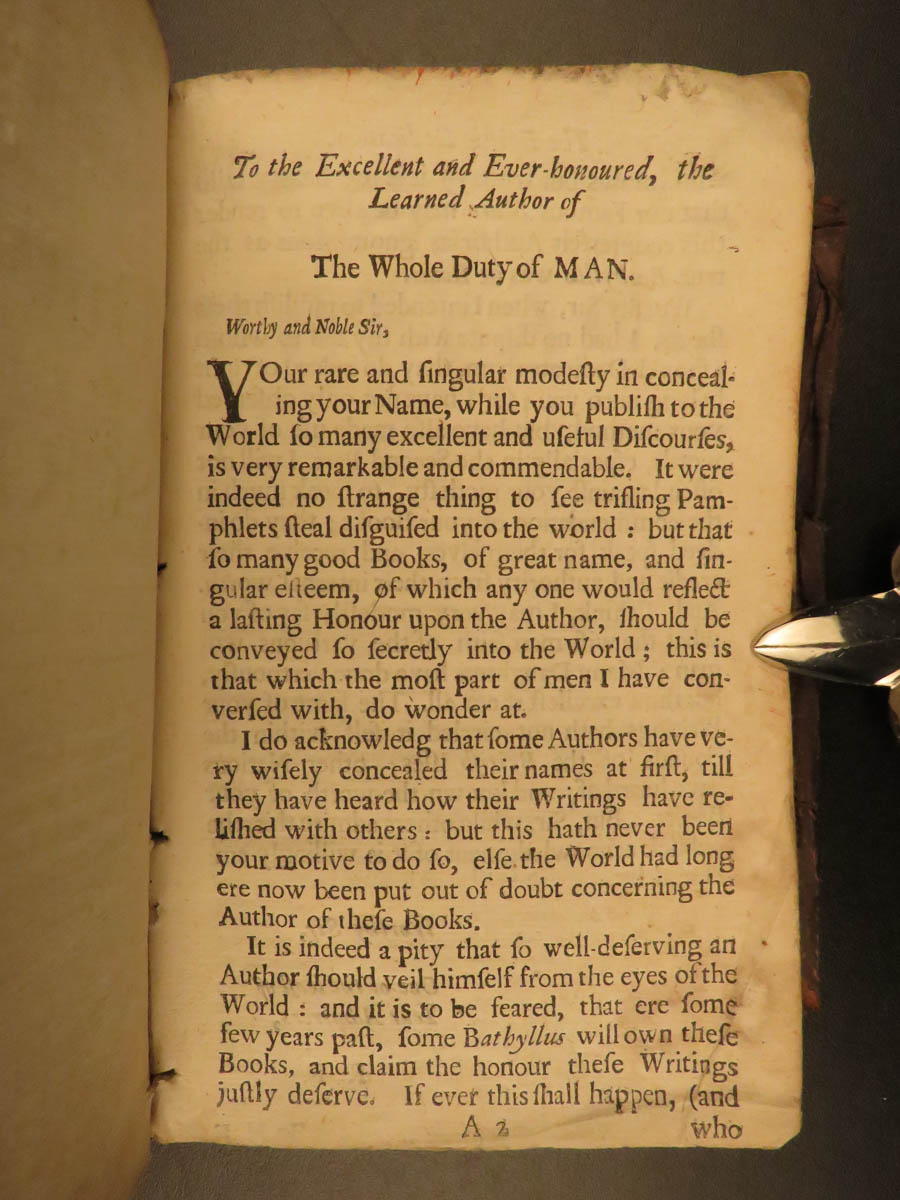 To the Excellent and Ever-honoured, the
Learned Author of
The Whole Duty of MAN.
Worthy and Noble Sir,
YOur rare and ſingular modeſty in conceal-
ing your Name, while you publiſh to the
World ſo many excellent and uſeful Diſcourſes,
is very remarkable and commendable. It were
indeed no ſtrange thing to ſee trifling Pam-
phlets ſteal diſguiſed into the world : but that
ſo many good Books, of great name, and ſin-
gular eſteem, of which any one would reflect
a laſting Honour upon the Author, ſhould be
conveyed ſo ſecretly into the World ; this is
that which the moſt part of men I have con-
verſed with, do wonder at.
I do acknowledg that ſome Authors have ve-
ry wiſely concealed their names at firſt, till
they have heard how their Writings have re-
liſhed with others : but this hath never been
your motive to do ſo, elſe the World had long
ere now been put out of doubt concerning the
Author of theſe Books.
It is indeed a pity that ſo well-deſerving an
Author ſhould veil himſelf from the eyes of the
World : and it is to be feared, that ere ſome
few years paſt, ſome Bathyllus will own theſe
Books, and claim the honour theſe Writings
juſtly deſerve. If ever this ſhall happen, (and
A 2 who